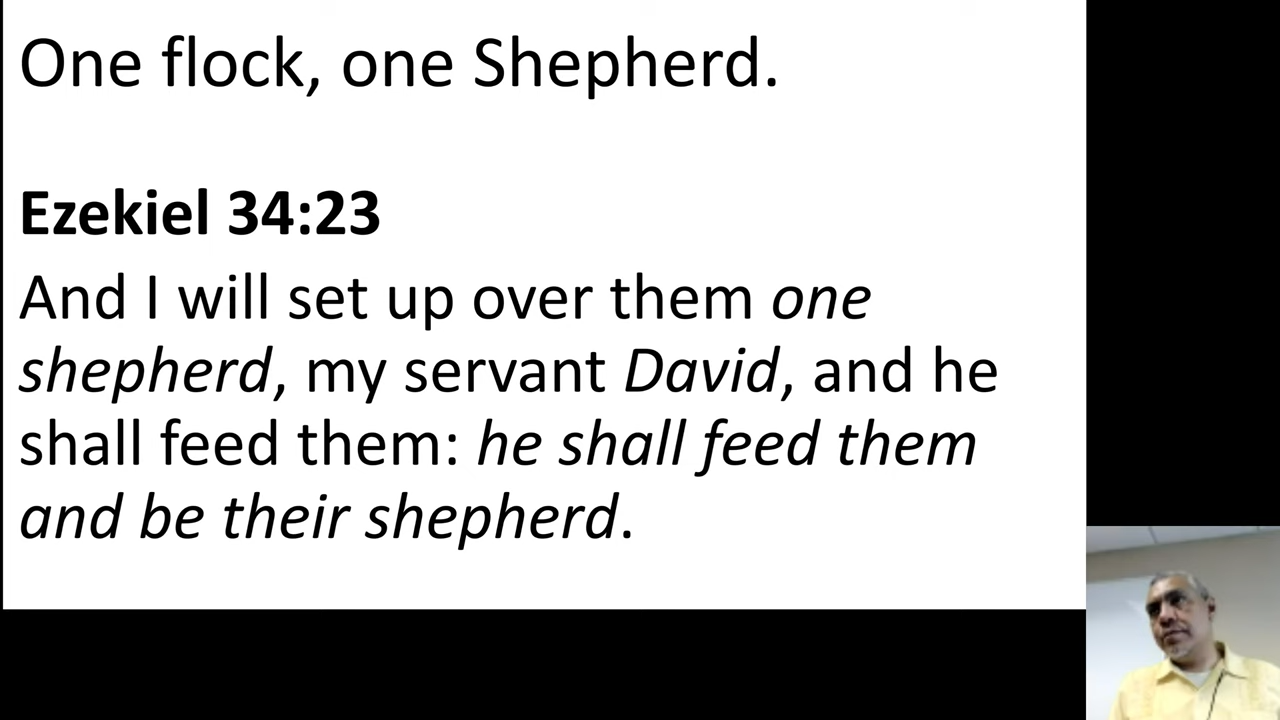 One flock, one Shepherd.
Ezekiel 34:23
And I will set up over them one
shepherd, my servant David, and he
shall feed them: he shall feed them
and be their shepherd.